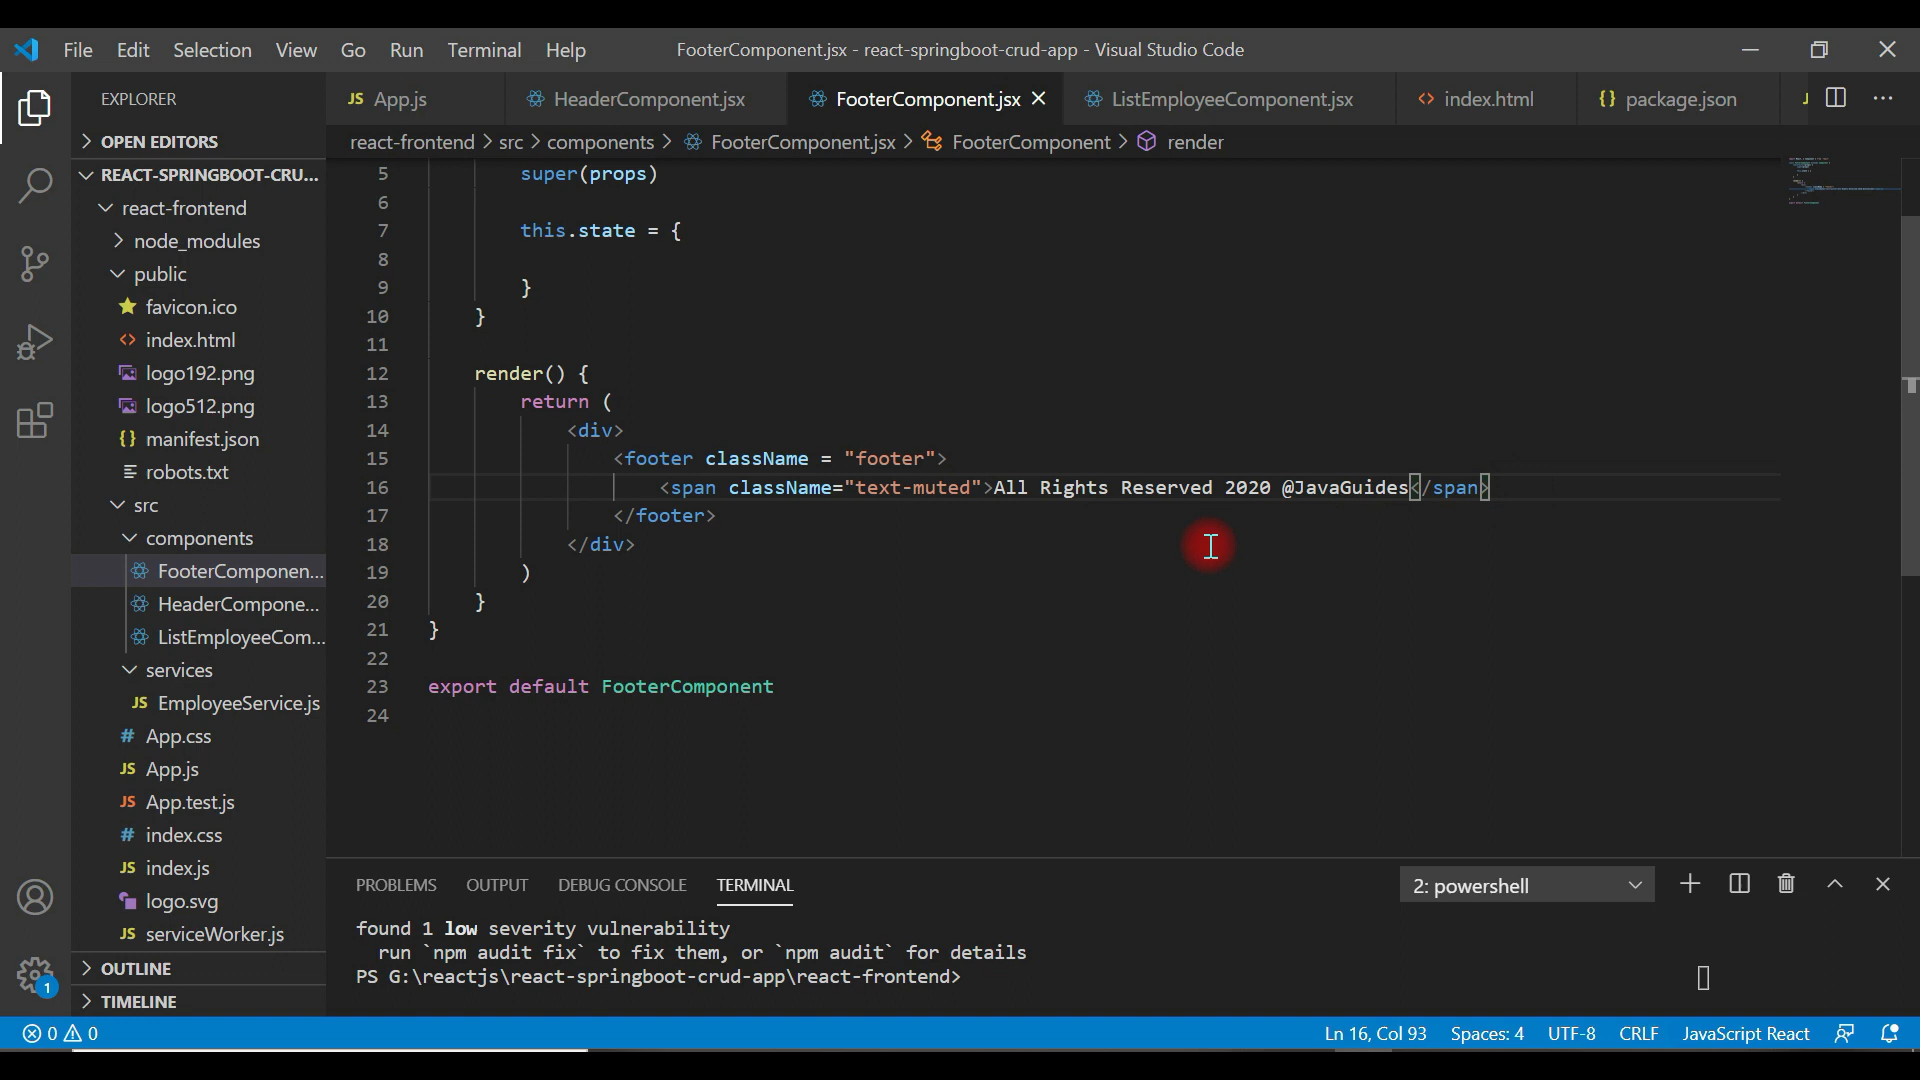 File Edit Selection View Go Run Terminal Help
FooterComponent.jsx - react-springboot-crud-app - Visual Studio Code
EXPLORER
JS App.js
HeaderComponent.jsx
FooterComponent.jsx
ListEmployeeComponent.jsx
<> index.html
{} package.json
OPEN EDITORS
REACT-SPRINGBOOT-CRU...
react-frontend
node_modules
public
favicon.ico
<> index.html
logo192.png
logo512.png
{} manifest.json
robots.txt
src
components
FooterComponen...
HeaderCompone...
ListEmployeeCom...
services
JS EmployeeService.js
# App.css
JS App.js
JS App.test.js
# index.css
JS index.js
logo.svg
JS serviceWorker.js
OUTLINE
TIMELINE
react-frontend > src > components > FooterComponent.jsx > FooterComponent > render
5 super(props)
6
7 this.state = {
8
9 }
10 }
11
12 render() {
13 return (
14 <div>
15 <footer className = "footer">
16 <span className="text-muted">All Rights Reserved 2020 @JavaGuides</span>
17 </footer>
18 </div>
19 )
20 }
21 }
22
23 export default FooterComponent
24
PROBLEMS OUTPUT DEBUG CONSOLE TERMINAL
2: powershell
found 1 low severity vulnerability
run `npm audit fix` to fix them, or `npm audit` for details
PS G:\reactjs\react-springboot-crud-app\react-frontend>
1
0 0
Ln 16, Col 93 Spaces: 4 UTF-8 CRLF JavaScript React